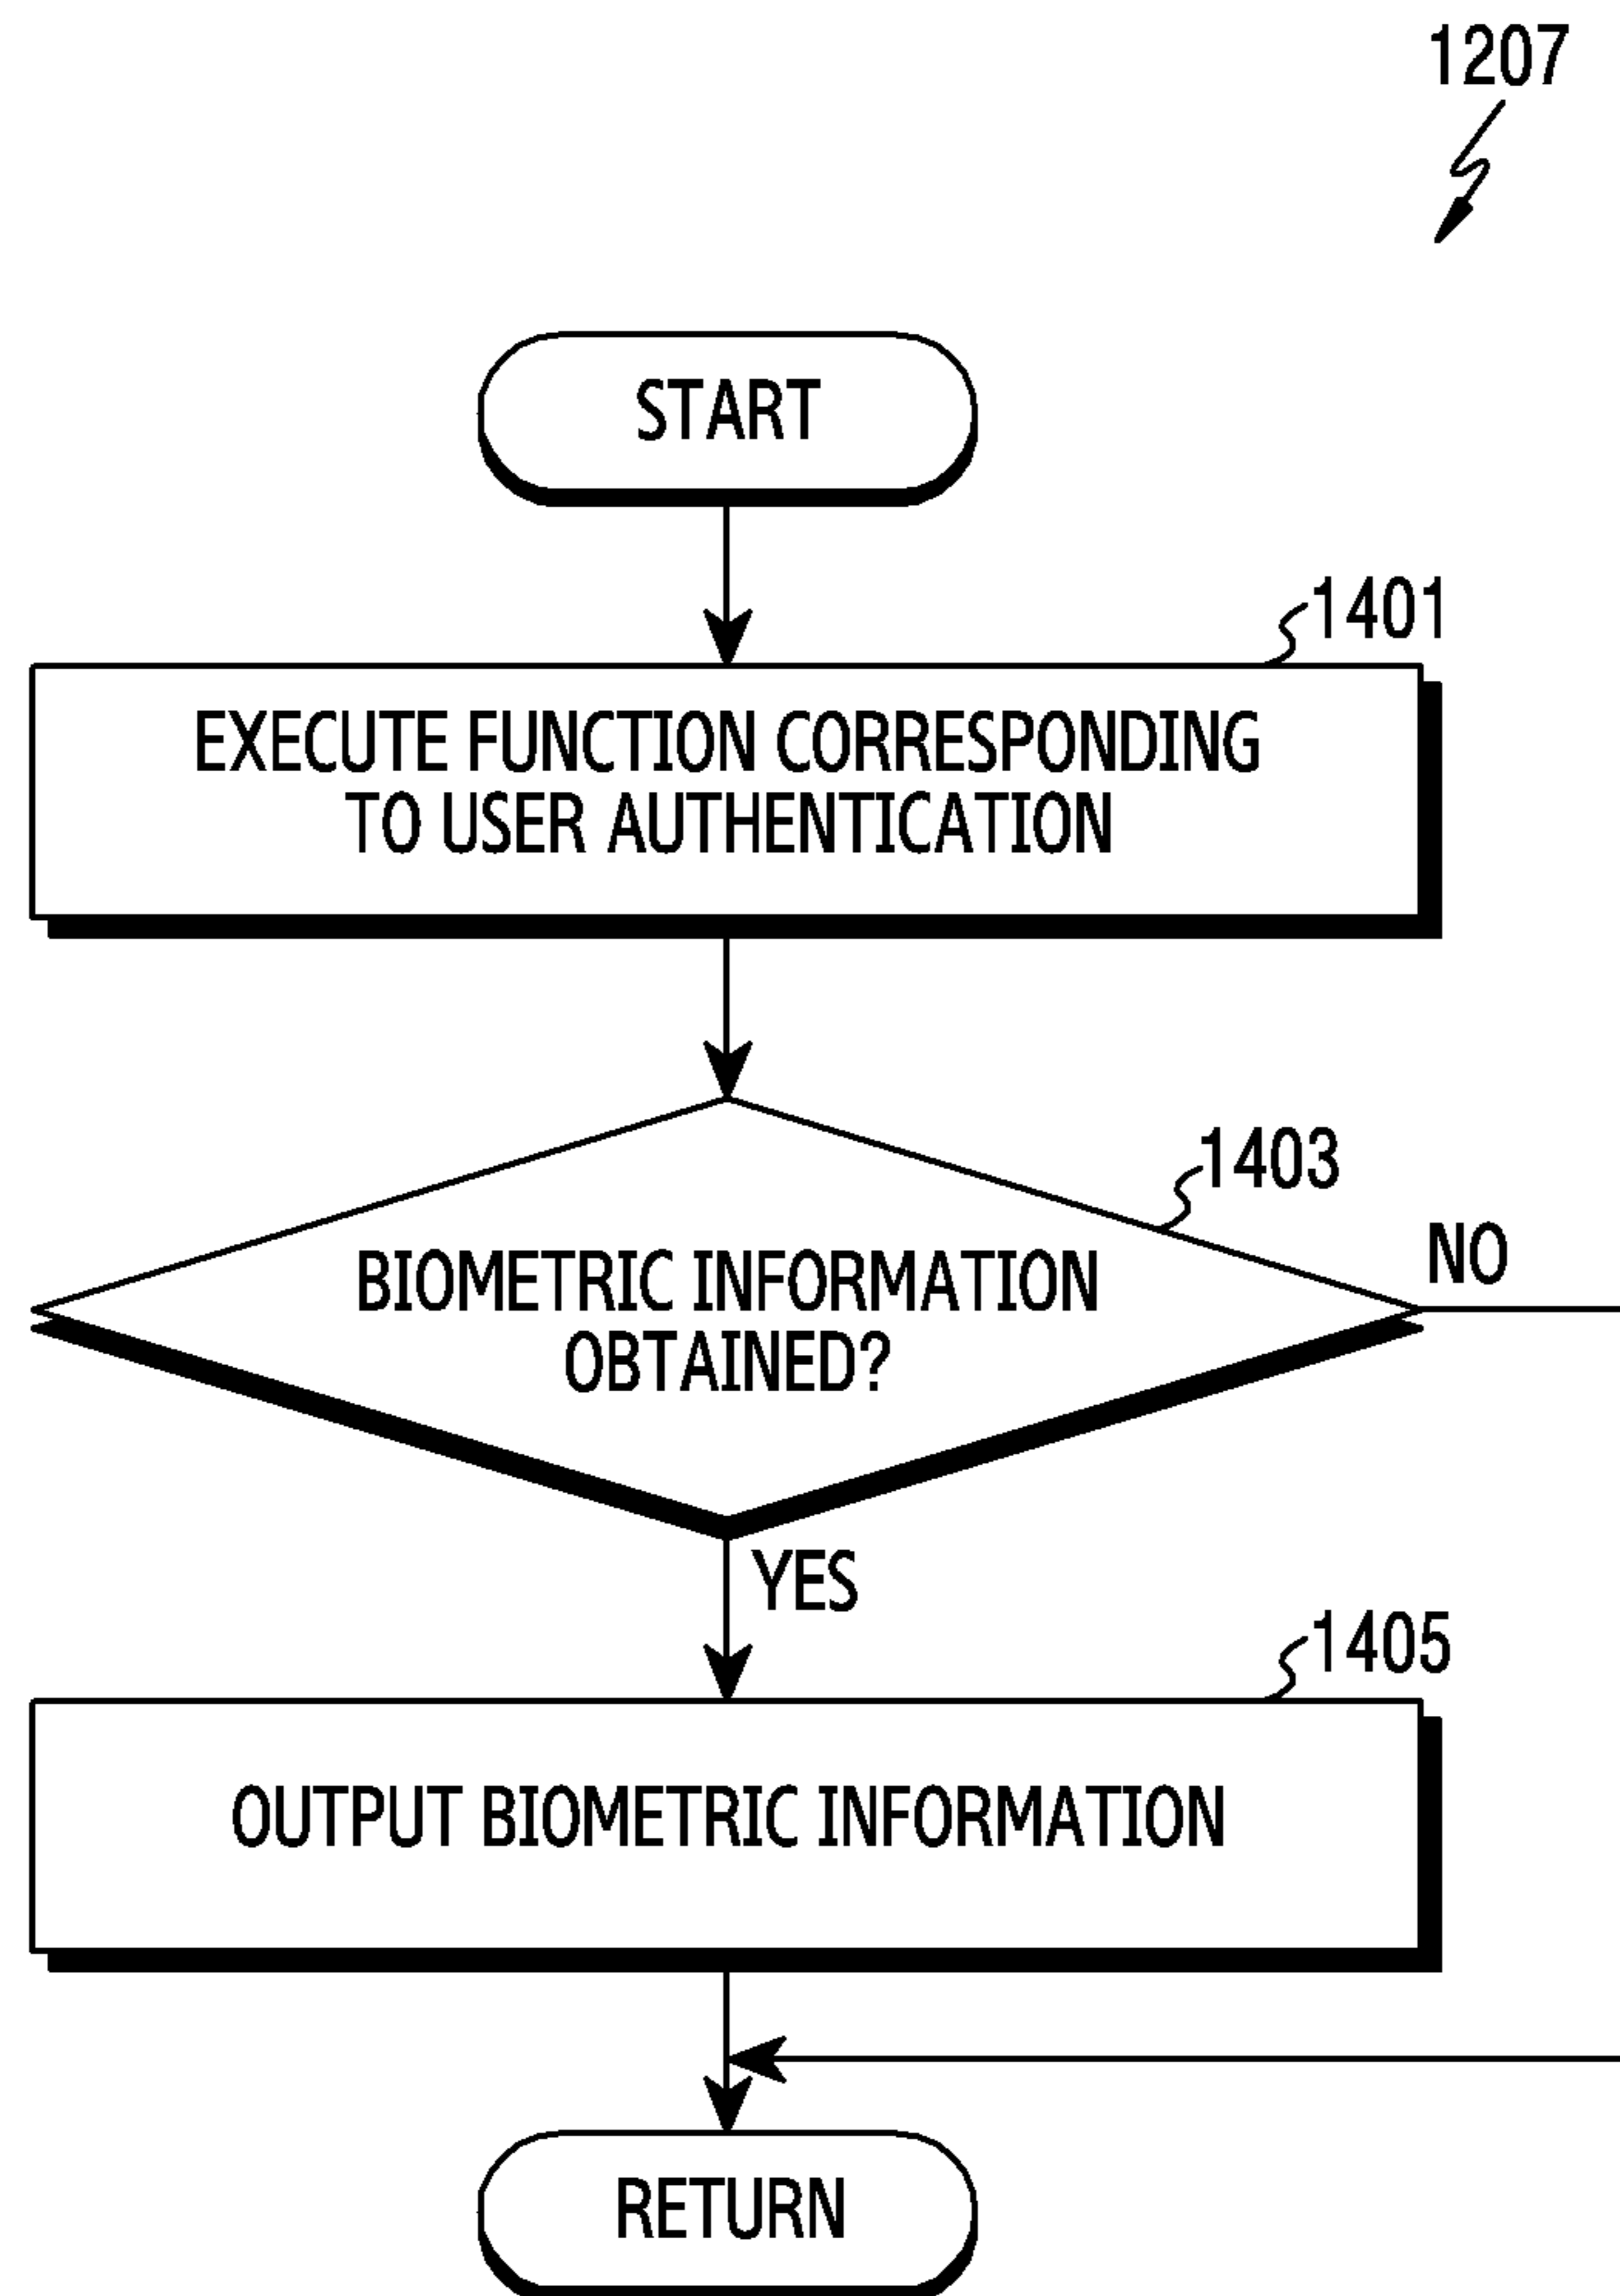 1207
START
1401
EXECUTE FUNCTION CORRESPONDING
TO USER AUTHENTICATION
1403
NO
BIOMETRIC INFORMATION
OBTAINED?
YES
1405
OUTPUT BIOMETRIC INFORMATION
RETURN